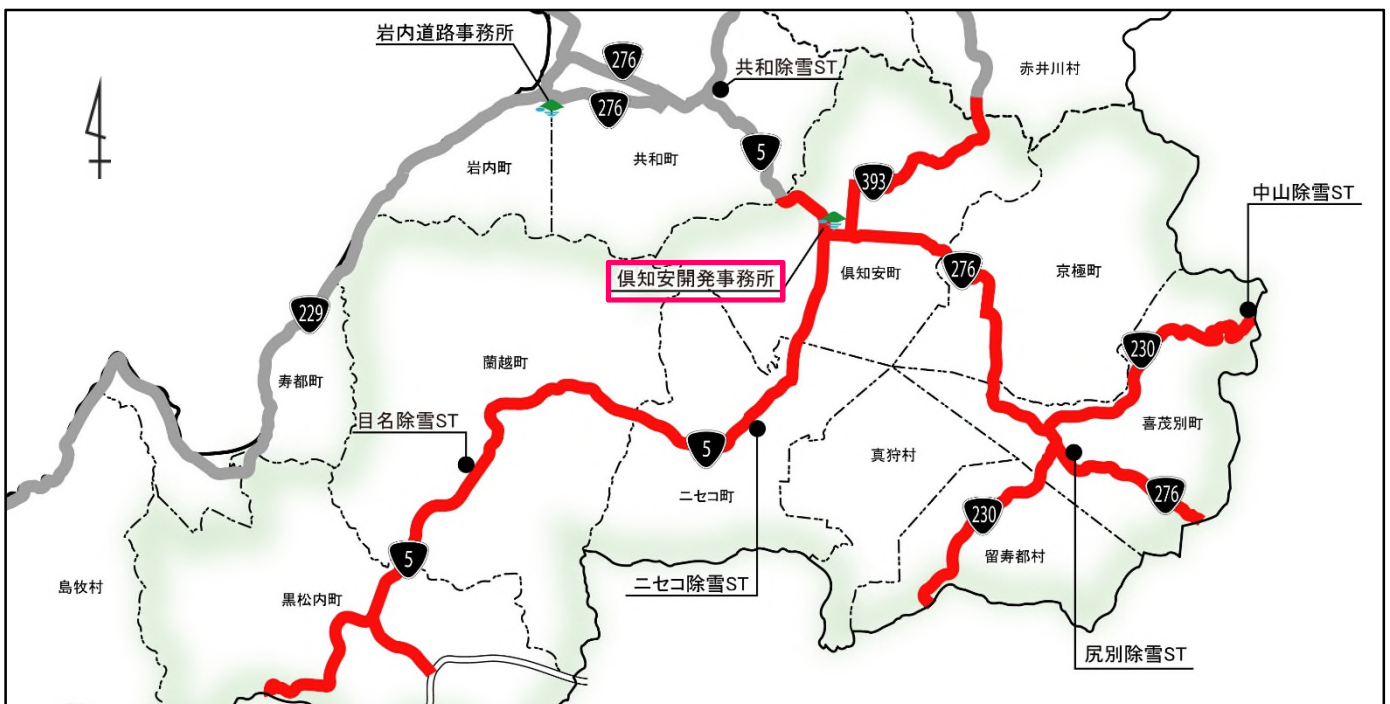 岩内道路事務所
276
共和除雪ST
赤井川村
276
5
共和町
岩内町
393
中山除雪ST
倶知安開発事務所
倶知安町
276
京極町
229
230
蘭越町
寿都町
目名除雪ST
喜茂別町
5
真狩村
ニセコ町
276
230
留寿都村
5
島牧村
ニセコ除雪ST
黒松内町
尻別除雪ST